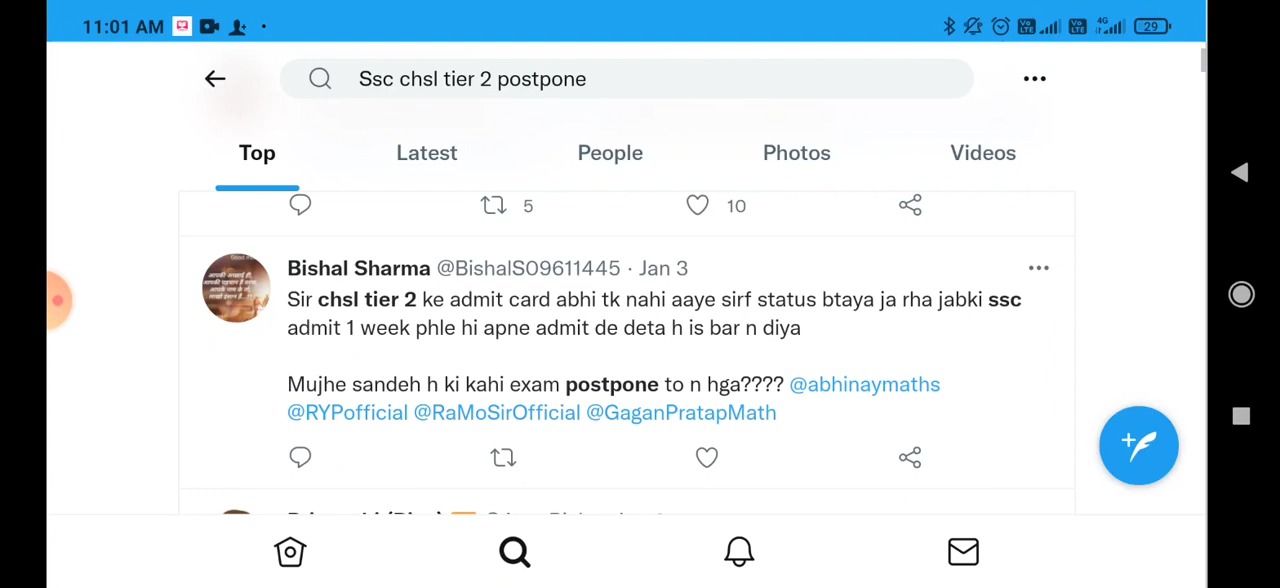 11:01 AM
4G
29
Ssc chsl tier 2 postpone
Top Latest People Photos Videos
5 10
Bishal Sharma @BishalS09611445 · Jan 3
Sir chsl tier 2 ke admit card abhi tk nahi aaye sirf status btaya ja rha jabki ssc
admit 1 week phle hi apne admit de deta h is bar n diya
Mujhe sandeh h ki kahi exam postpone to n hga???? @abhinaymaths
@RYPofficial @RaMoSirOfficial @GaganPratapMath